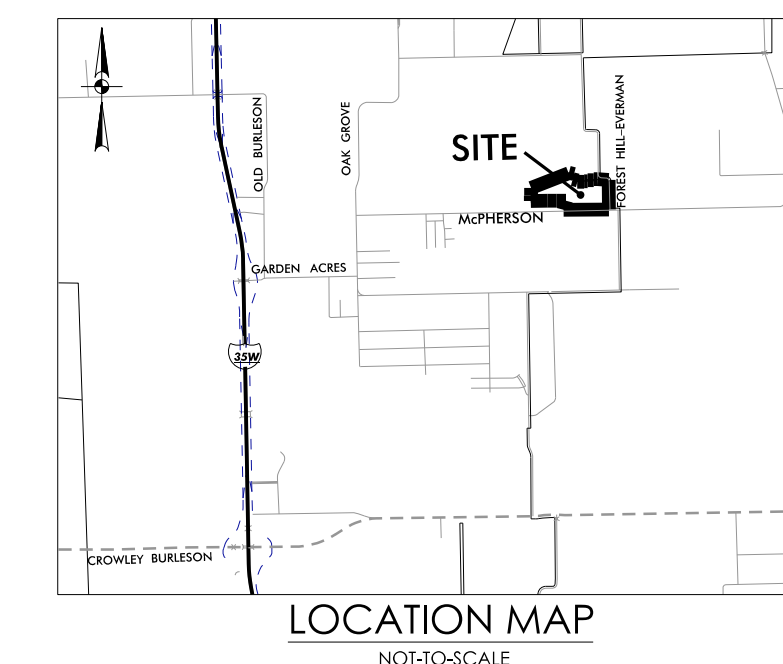 OLD BURLESON
OAK GROVE
FOREST HILL-EVERMAN
SITE
McPHERSON
GARDEN ACRES
35W
CROWLEY BURLESON
LOCATION MAP
NOT-TO-SCALE